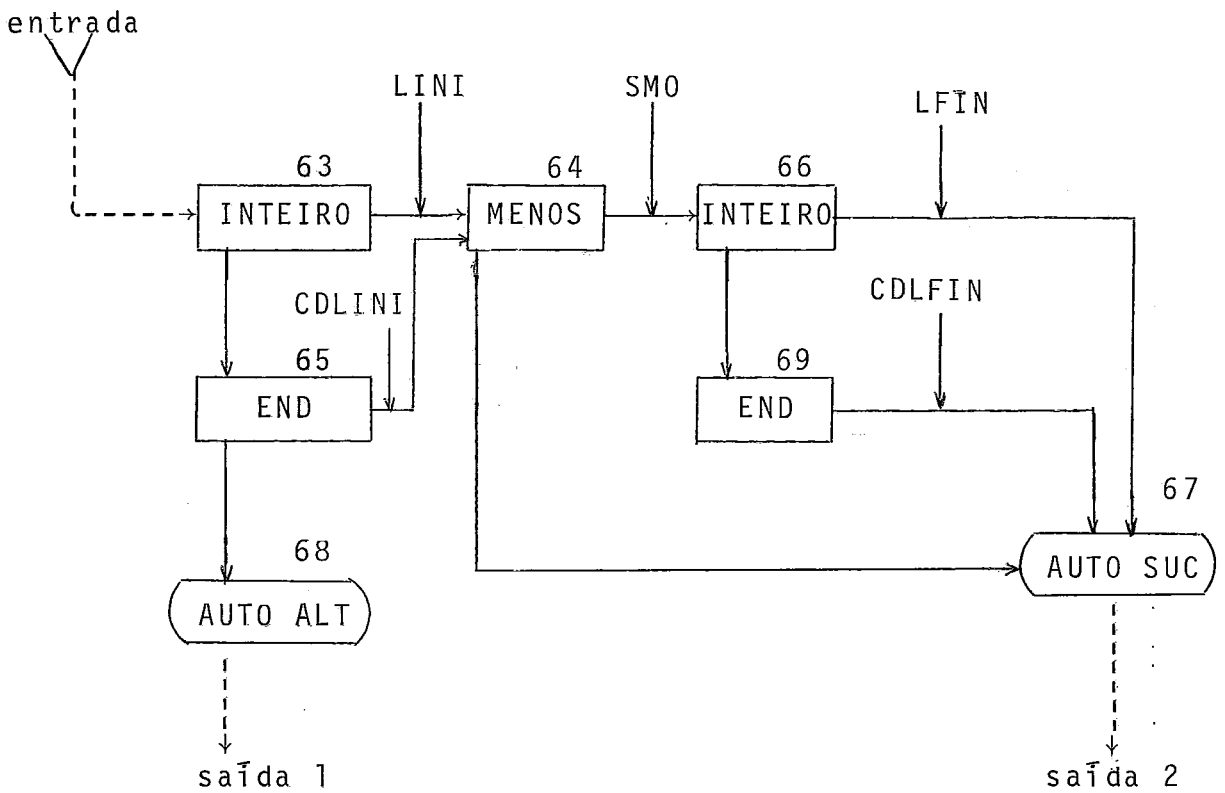 entrada
LINI
SMO
LFIN
63
64
66
INTEIRO
MENOS
INTEIRO
CDLINI
CDLFIN
65
69
END
END
67
68
AUTO SUC
AUTO ALT
saída 1
saída 2